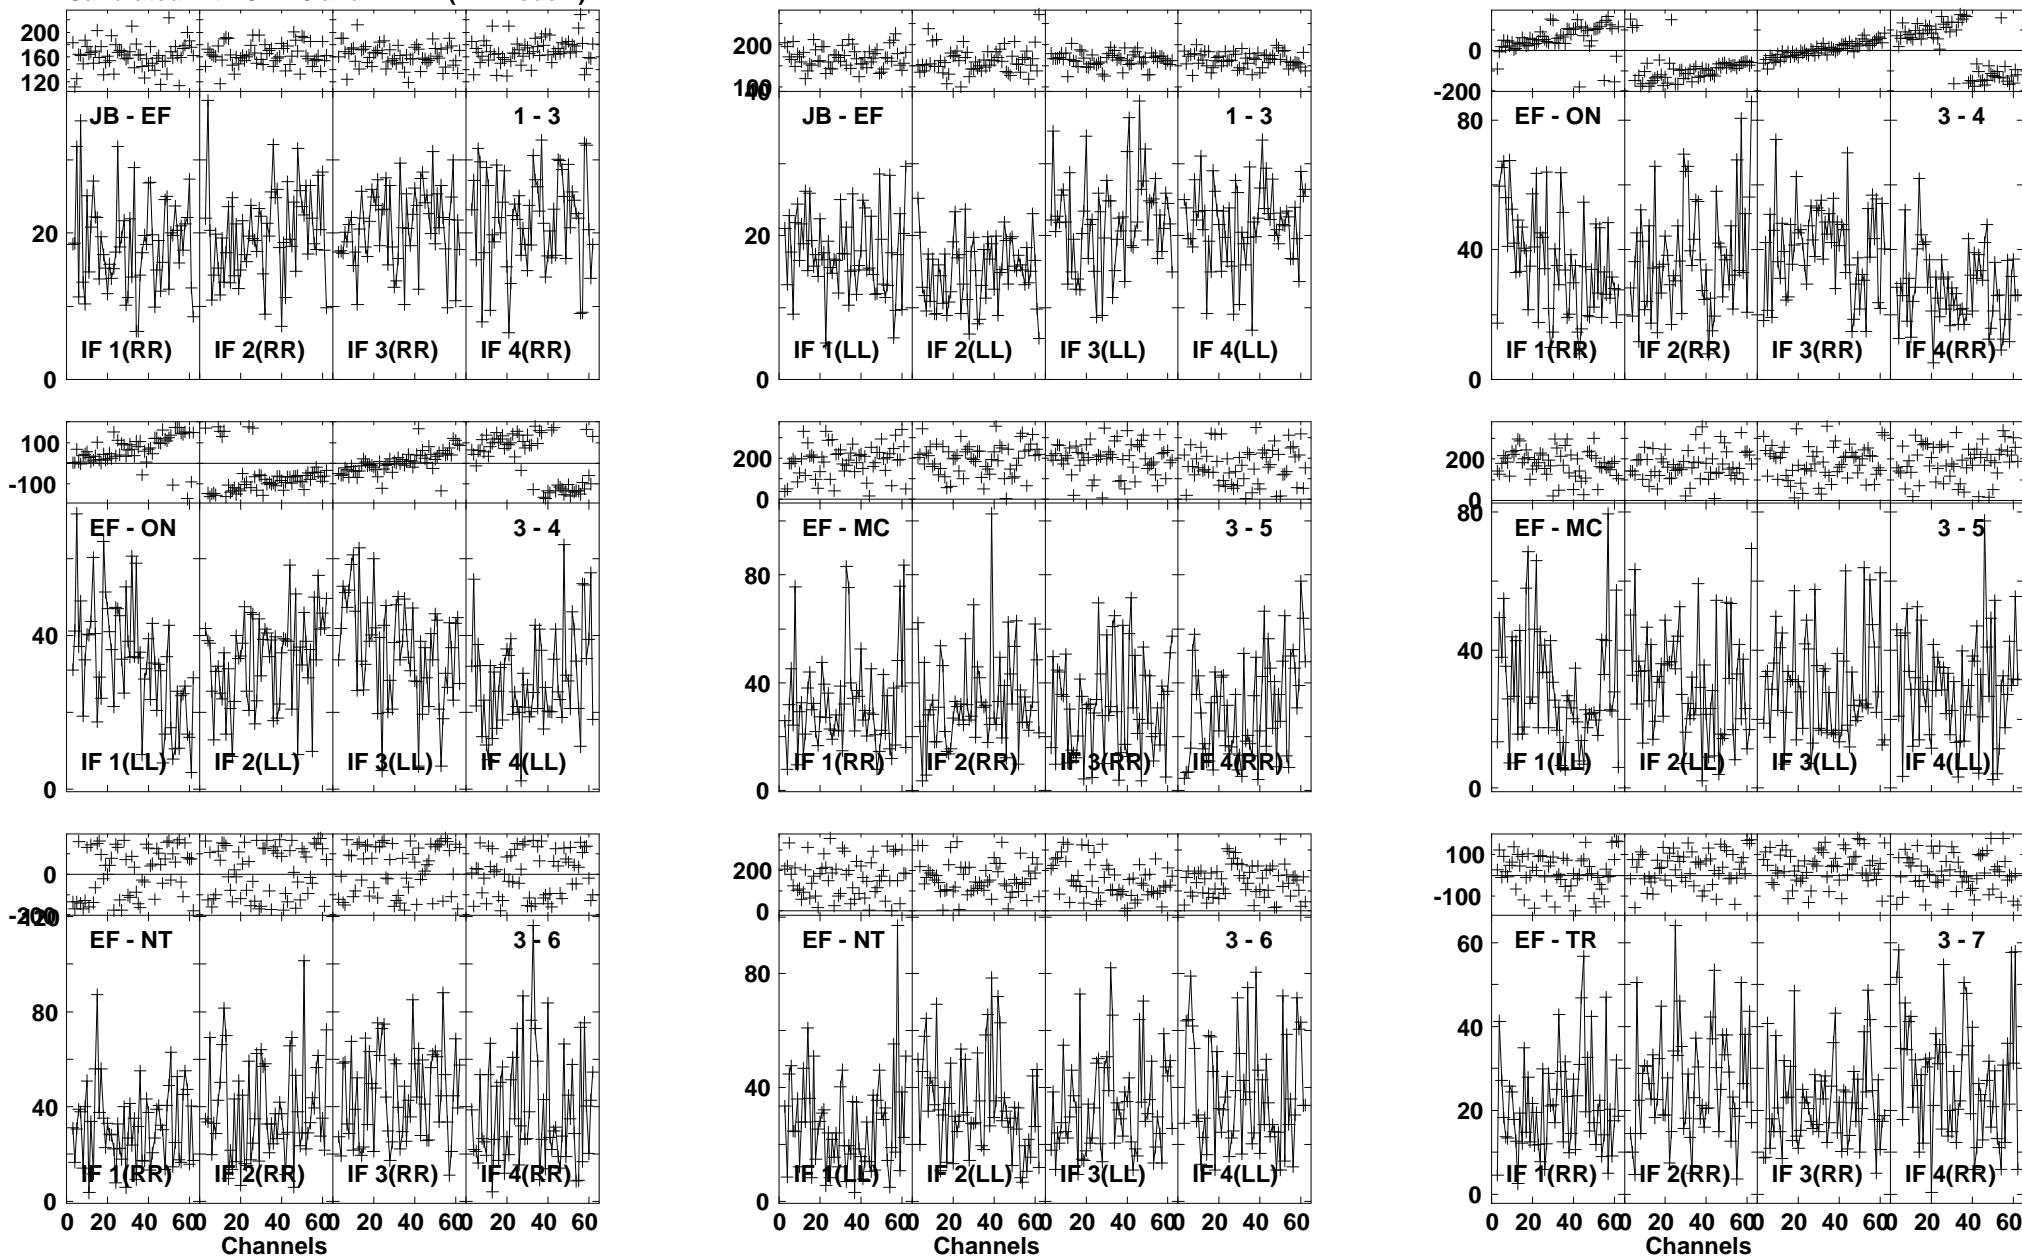 200 160 120
JB - EF 1 - 3
20
IF 1(RR) IF 2(RR) IF 3(RR) IF 4(RR)
0
200
JB - EF 1 - 3
20
IF 1(LL) IF 2(LL) IF 3(LL) IF 4(LL)
0
0
-200
80
EF - ON 3 - 4
40
IF 1(RR) IF 2(RR) IF 3(RR) IF 4(RR)
0
100
-100
EF - ON 3 - 4
40
IF 1(LL) IF 2(LL) IF 3(LL) IF 4(LL)
0
200
0
EF - MC 3 - 5
80
40
IF 1(RR) IF 2(RR) IF 3(RR) IF 4(RR)
0
200
0
80
EF - MC 3 - 5
40
IF 1(LL) IF 2(LL) IF 3(LL) IF 4(LL)
0
0
-200
120
EF - NT 3 - 6
80
40
IF 1(RR) IF 2(RR) IF 3(RR) IF 4(RR)
0
0 20 40 60 0 20 40 60 0 20 40 60 0 20 40 60
Channels
200
0
EF - NT 3 - 6
80
40
IF 1(LL) IF 2(LL) IF 3(LL) IF 4(LL)
0
0 20 40 60 0 20 40 60 0 20 40 60 0 20 40 60
Channels
100
-100
EF - TR 3 - 7
60
40
20
IF 1(RR) IF 2(RR) IF 3(RR) IF 4(RR)
0
0 20 40 60 0 20 40 60 0 20 40 60 0 20 40 60
Channels